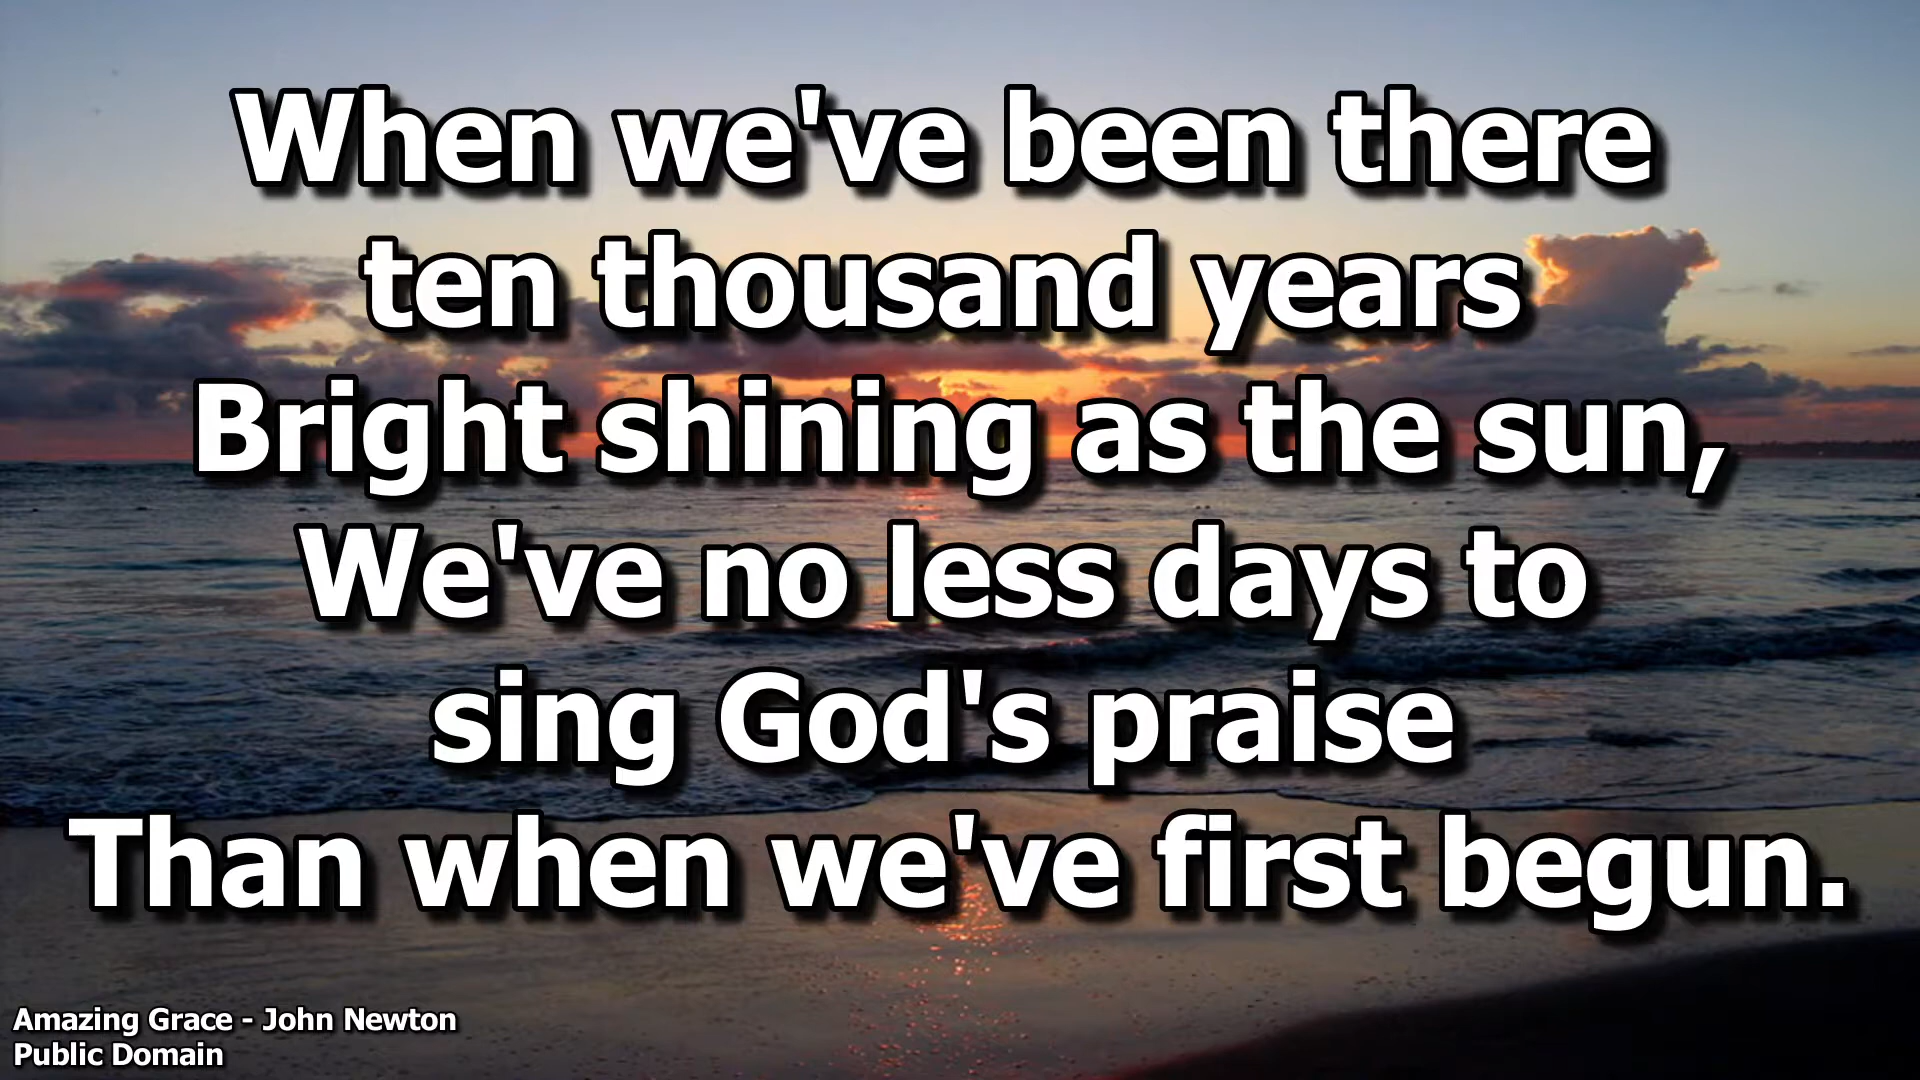 When we've been there
ten thousand years
Bright shining as the sun,
We've no less days to
sing God's praise
Than when we've first begun.
Amazing Grace - John Newton
Public Domain